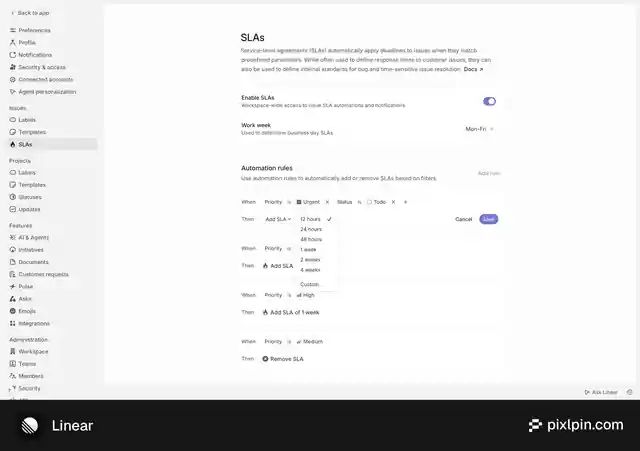 Back to app
Preferences
Profile
Notifications
Security & access
Connected accounts
Agent personalization
Issues
Labels
Templates
SLAs
Projects
Labels
Templates
Statuses
Updates
Features
AI & Agents
Initiatives
Documents
Customer requests
Pulse
Asks
Emojis
Integrations
Administration
Workspace
Teams
Members
Security
SLAs
Service-level agreements (SLAs) automatically apply deadlines to issues when they match
predefined parameters. While often used to define response times to customer issues, they can
also be used to define internal standards for bug and time-sensitive issue resolution. Docs ↗
Enable SLAs
Workspace-wide access to issue SLA automations and notifications
Work week
Used to determine business day SLAs
Mon-Fri
Automation rules
Use automation rules to automatically add or remove SLAs based on filters.
Add rule
When Priority is Urgent × Status is Todo × +
Then Add SLA 12 hours ✓ Cancel Save
24 hours
48 hours
1 week
2 weeks
4 weeks
Custom...
When Priority is
Then Add SLA
When Priority is High
Then Add SLA of 1 week
When Priority is Medium
Then Remove SLA
Ask Linear
Linear
pixlpin.com